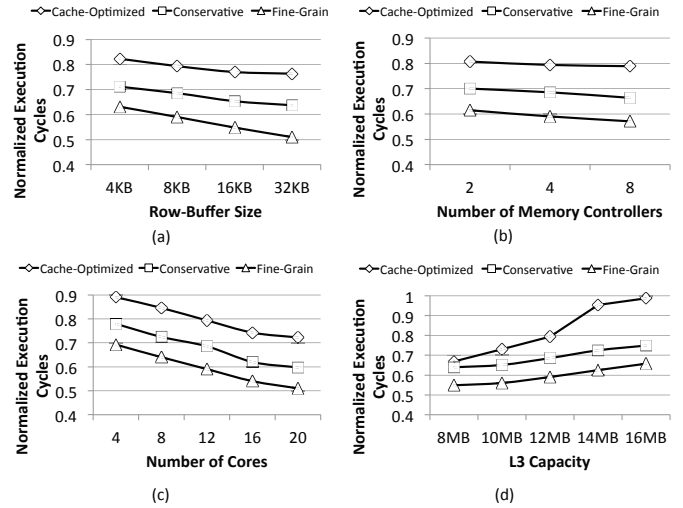 Cache-Optimized Conservative Fine-Grain
Normalized Execution
Cycles
0.9
0.8
0.7
0.6
0.5
0.4
4KB 8KB 16KB 32KB
Row-Buffer Size
(a)
Cache-Optimized Conservative Fine-Grain
Normalized Execution
Cycles
0.9
0.8
0.7
0.6
0.5
0.4
2 4 8
Number of Memory Controllers
(b)
Cache-Optimized Conservative Fine-Grain
Normalized Execution
Cycles
0.9
0.8
0.7
0.6
0.5
0.4
4 8 12 16 20
Number of Cores
(c)
Cache-Optimized Conservative Fine-Grain
Normalized Execution
Cycles
1
0.9
0.8
0.7
0.6
0.5
0.4
8MB 10MB 12MB 14MB 16MB
L3 Capacity
(d)